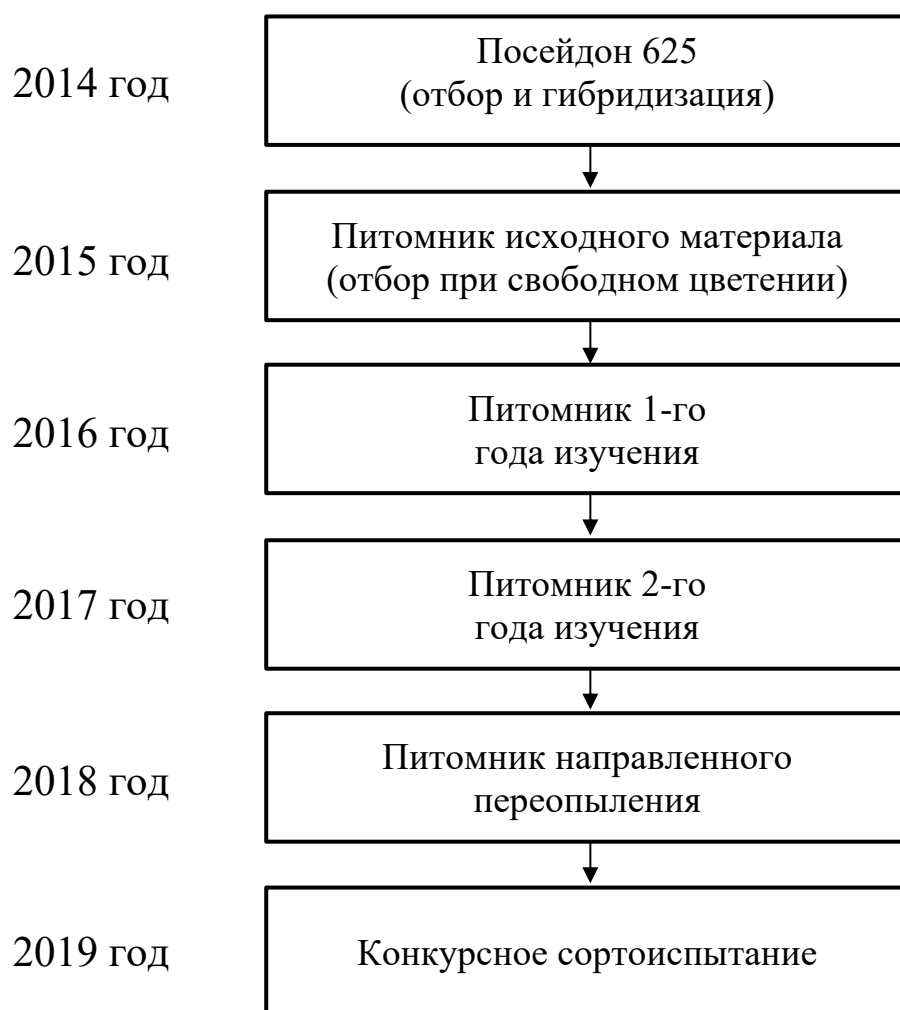 2014 год
Посейдон 625
(отбор и гибридизация)
2015 год
Питомник исходного материала
(отбор при свободном цветении)
2016 год
Питомник 1-го
года изучения
2017 год
Питомник 2-го
года изучения
2018 год
Питомник направленного
переопыления
2019 год
Конкурсное сортоиспытание